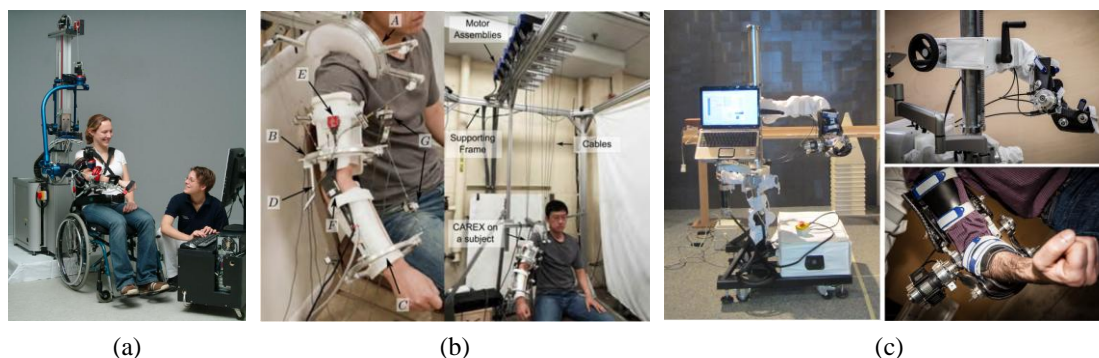 A
E
B
D
F
G
C
Motor
Assemblies
Supporting
Frame
Cables
CAREX on
a subject
(a)
(b)
(c)